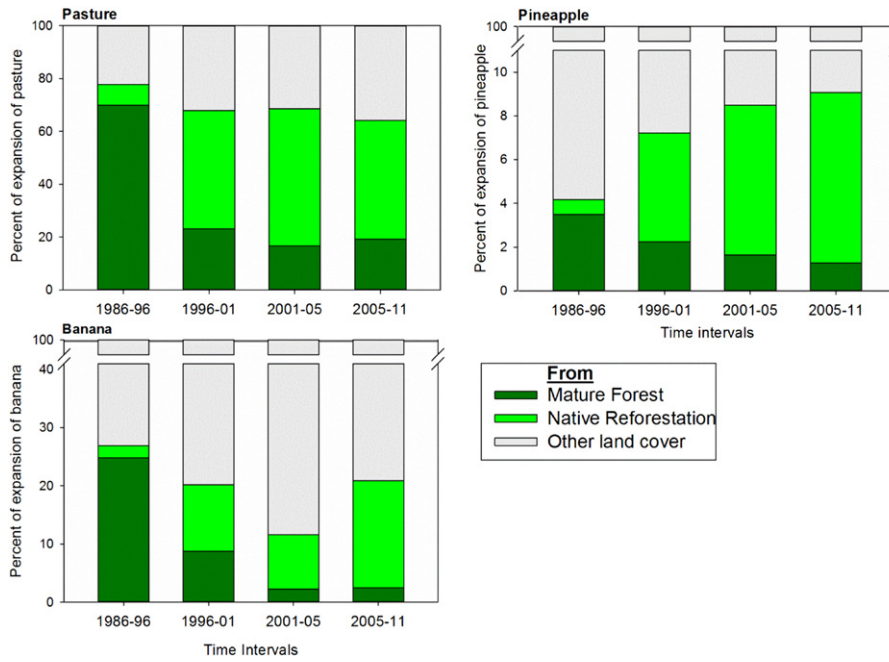 Pasture
Percent of expansion of pasture
100
80
60
40
20
0
1986-96 1996-01 2001-05 2005-11
Pineapple
Percent of expansion of pineapple
100
10
8
6
4
2
0
1986-96 1996-01 2001-05 2005-11
Time intervals
Banana
Percent of expansion of banana
100
40
30
20
10
0
1986-96 1996-01 2001-05 2005-11
Time Intervals
From
Mature Forest
Native Reforestation
Other land cover